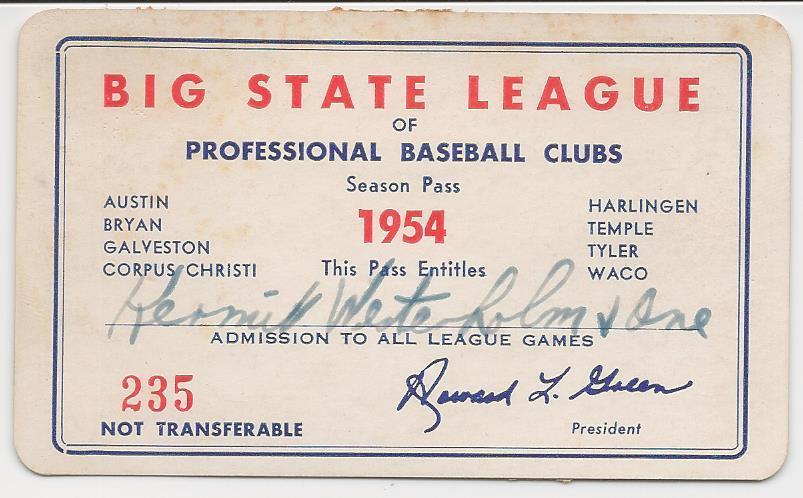 BIG STATE LEAGUE
OF
PROFESSIONAL BASEBALL CLUBS
Season Pass
1954
AUSTIN
BRYAN
GALVESTON
CORPUS CHRISTI
HARLINGEN
TEMPLE
TYLER
WACO
This Pass Entitles
Kermit Westerholm & One
ADMISSION TO ALL LEAGUE GAMES
235
NOT TRANSFERABLE
Howard L. Green
President